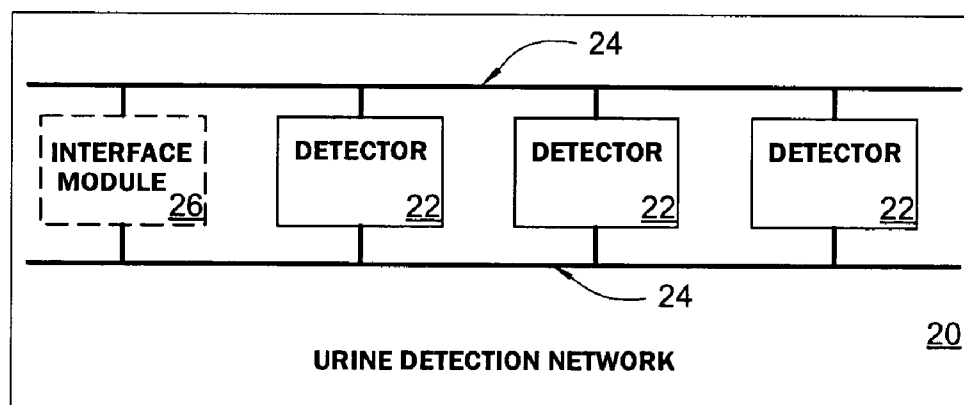 24
INTERFACE
MODULE
26
DETECTOR
22
DETECTOR
22
DETECTOR
22
24
20
URINE DETECTION NETWORK